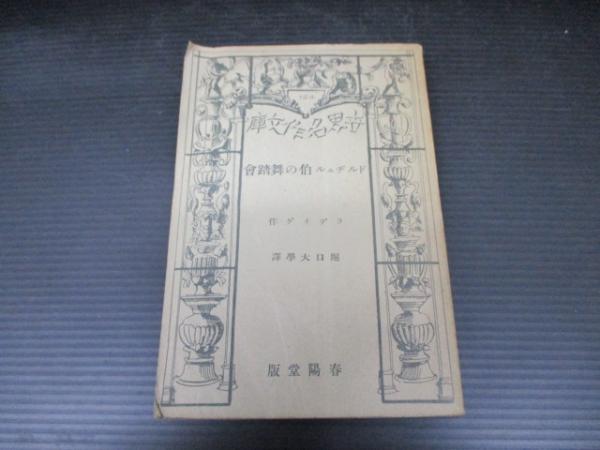 世界名作文庫
ドルヂェル伯の舞踏會
ラディゲ作
堀口大學譯
春陽堂版